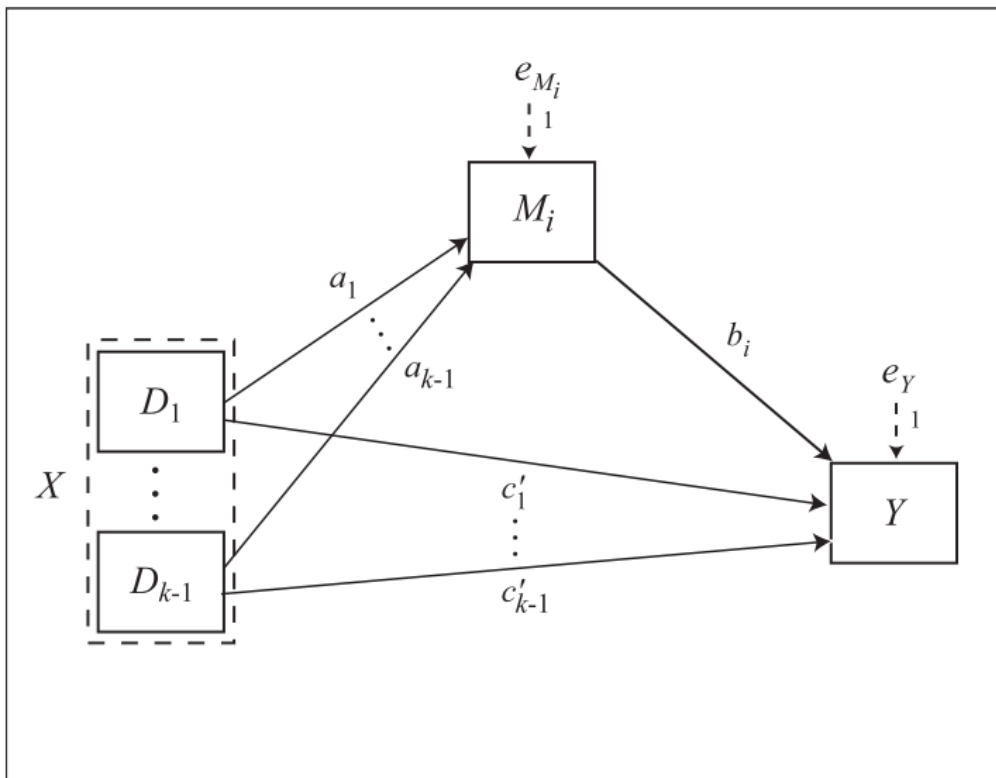 e_{M_i}
1
M_i
a_1
a_{k-1}
b_i
e_Y
1
D_1
X
c'_1
Y
D_{k-1}
c'_{k-1}